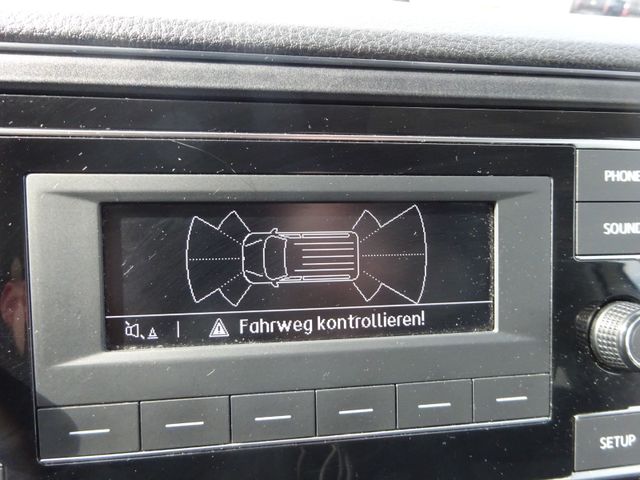 PHONE
SOUND
Fahrweg kontrollieren!
SETUP